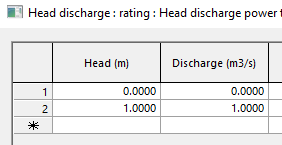 Head discharge : rating : Head discharge power t
Head (m) Discharge (m3/s)
1 0.0000 0.0000
2 1.0000 1.0000